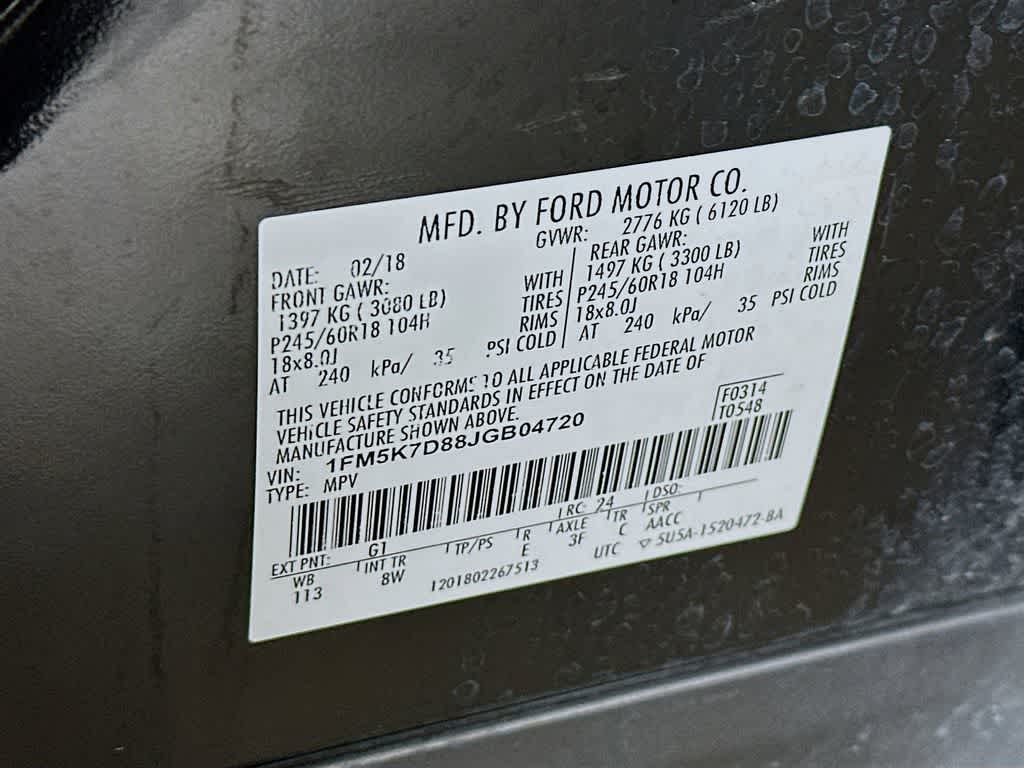 MFD. BY FORD MOTOR CO.
DATE: 02/18 GVWR: 2776 KG ( 6120 LB)
FRONT GAWR: REAR GAWR:
1397 KG ( 3080 LB) WITH 1497 KG ( 3300 LB) WITH
P245/60R18 104H TIRES P245/60R18 104H TIRES
18x8.0J RIMS 18x8.0J RIMS
AT 240 kPa/ 35 PSI COLD AT 240 kPa/ 35 PSI COLD
THIS VEHICLE CONFORMS TO ALL APPLICABLE FEDERAL MOTOR
VEHICLE SAFETY STANDARDS IN EFFECT ON THE DATE OF
MANUFACTURE SHOWN ABOVE.
F0314
T0548
VIN: 1FM5K7D88JGB04720
TYPE: MPV
EXT PNT: G1 RC: 24 DSO:
WB INT TR TP/PS R AXLE TR SPR
113 8W E 3F C AACC
1201802267513 UTC ▽ 5U5A-1520472-BA